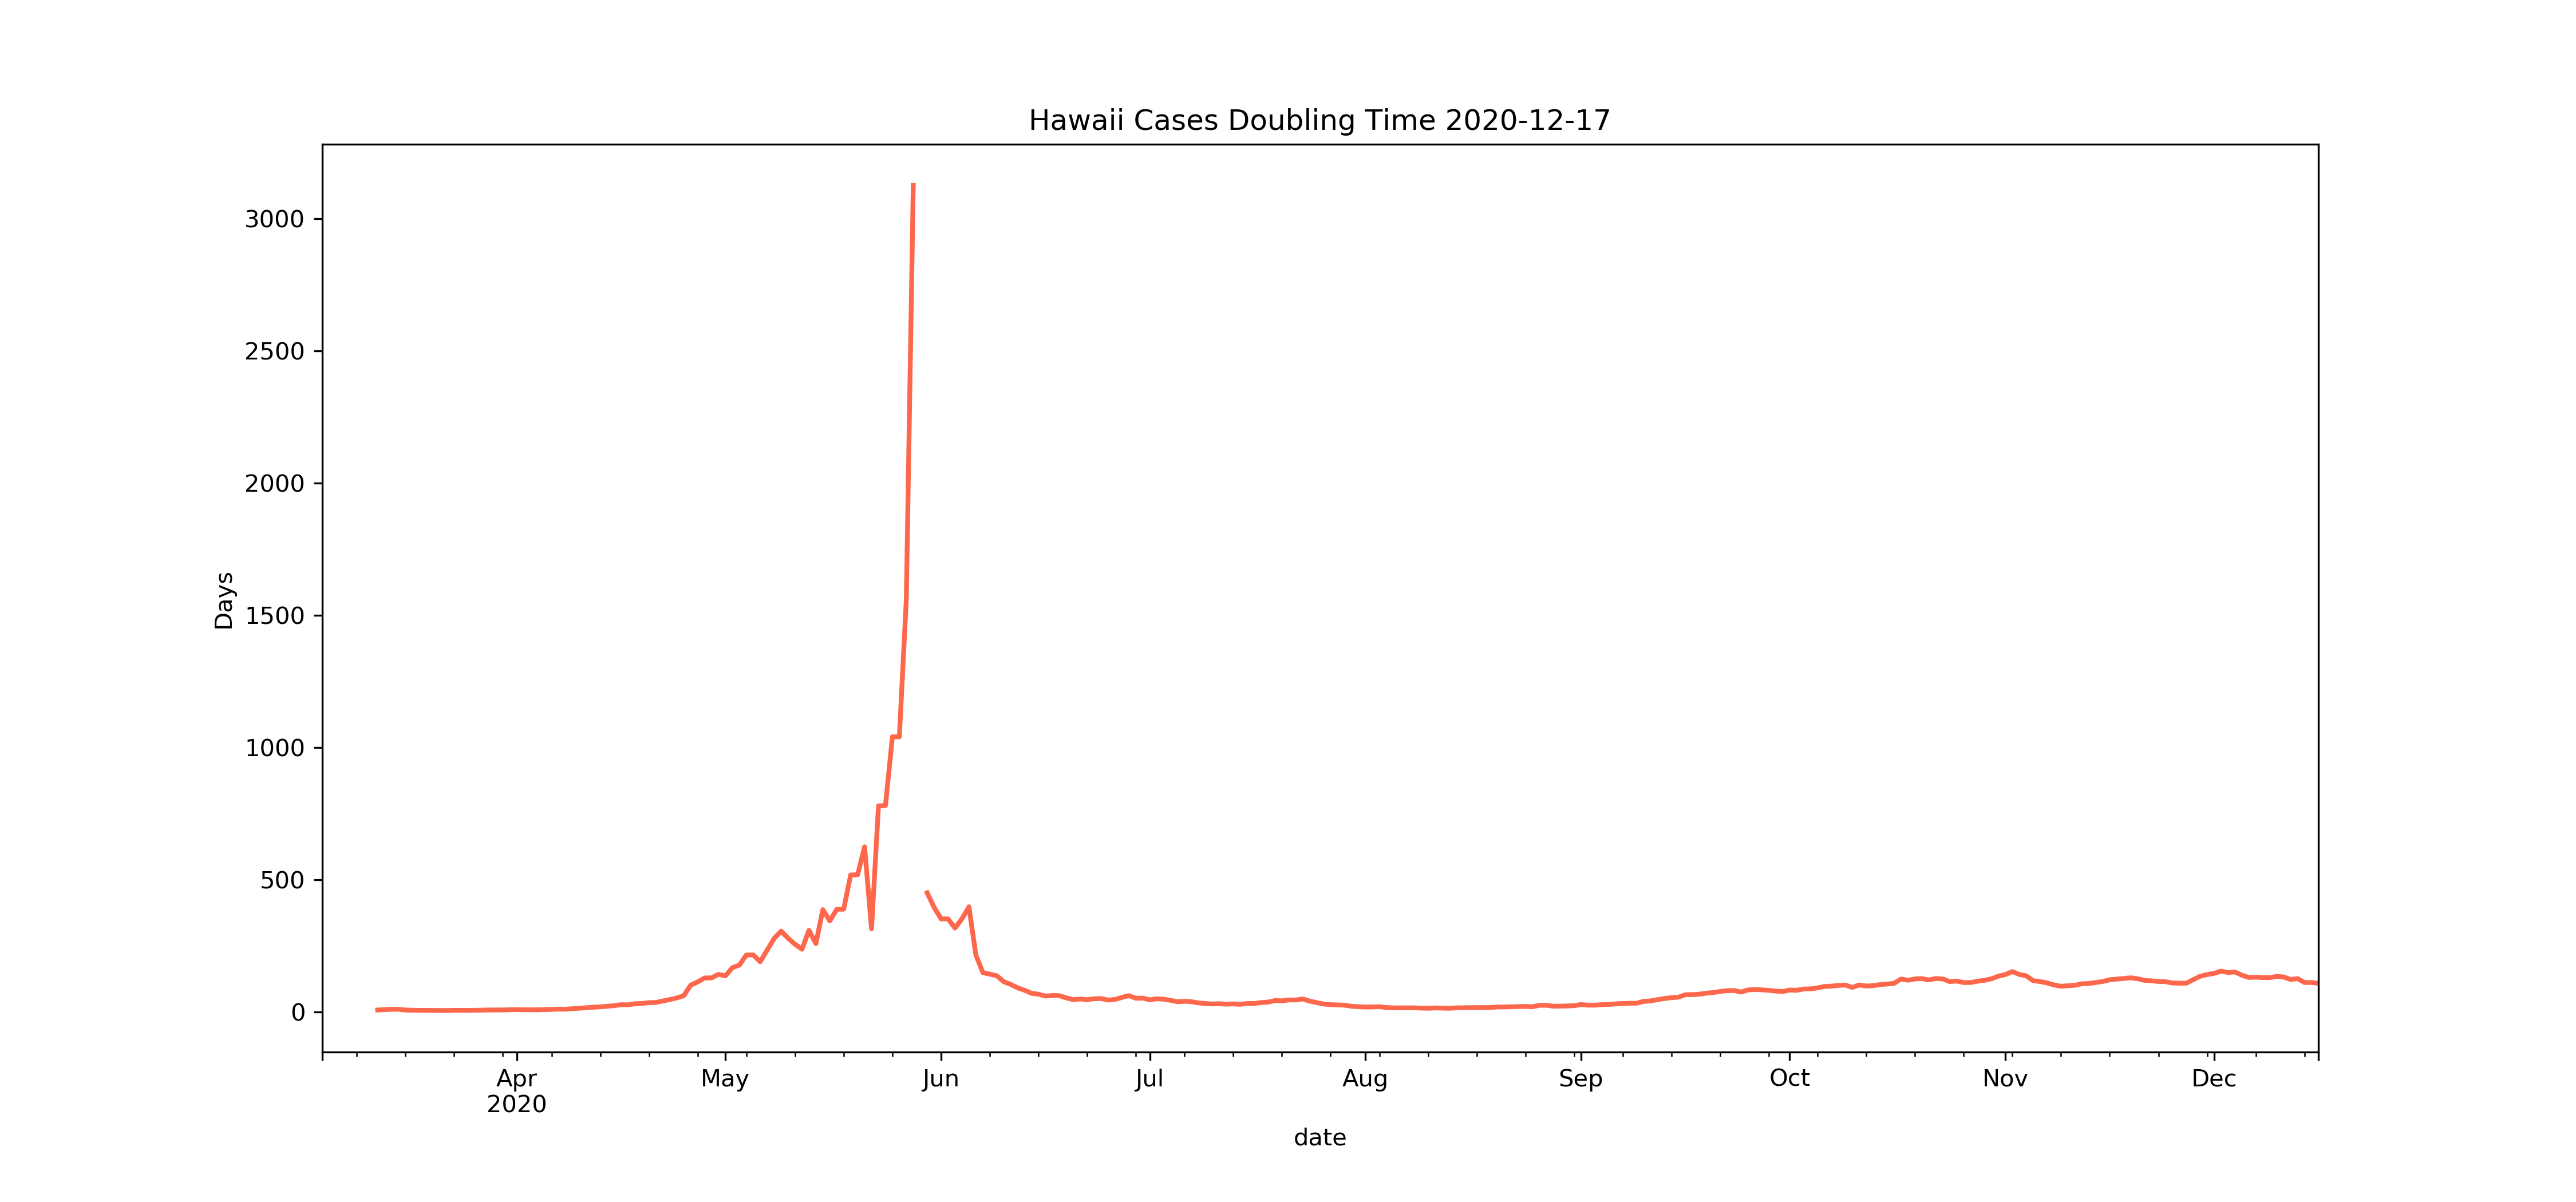 Hawaii Cases Doubling Time 2020-12-17
3000
2500
2000
1500
1000
500
0
Days
Apr May Jun Jul Aug Sep Oct Nov Dec
2020
date